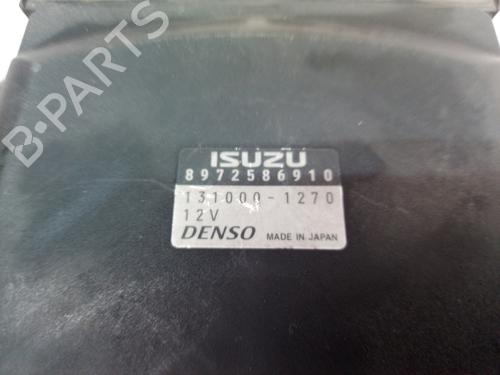 B-PARTS
ISUZU
8972586910
131000-1270
12V
DENSO MADE IN JAPAN